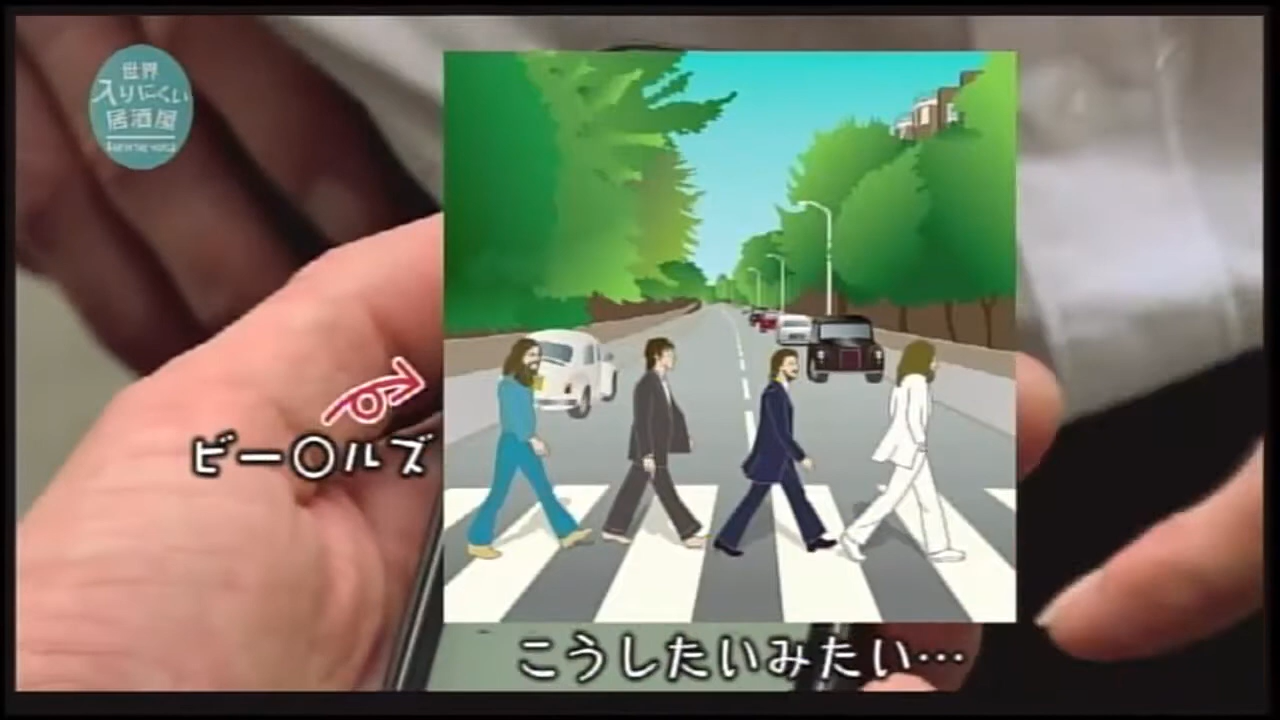 世界
入りにくい
居酒屋
ビー〇ルズ
こうしたいみたい…